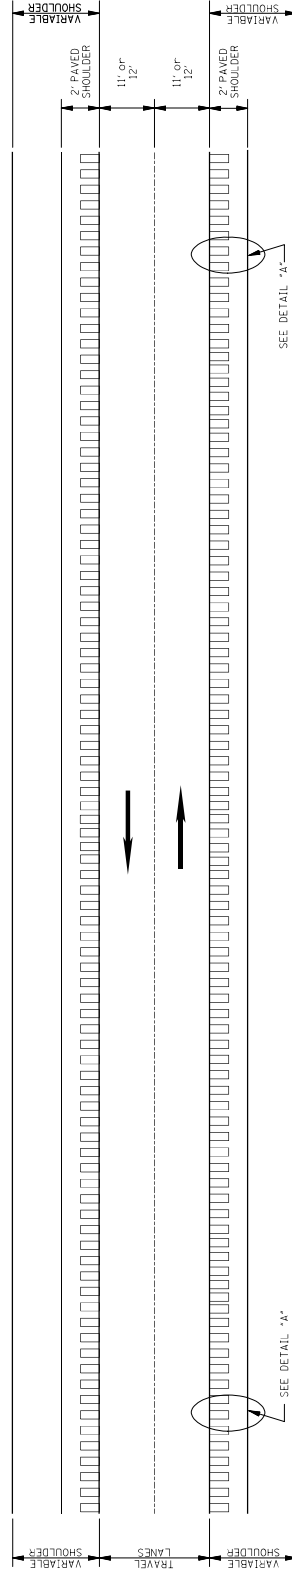 VARIABLE
SHOULDER
2' PAVED
SHOULDER
11' or
12'
11' or
12'
2' PAVED
SHOULDER
VARIABLE
SHOULDER
SEE DETAIL "A"
SEE DETAIL "A"
VARIABLE
SHOULDER
TRAVEL
LANES
VARIABLE
SHOULDER